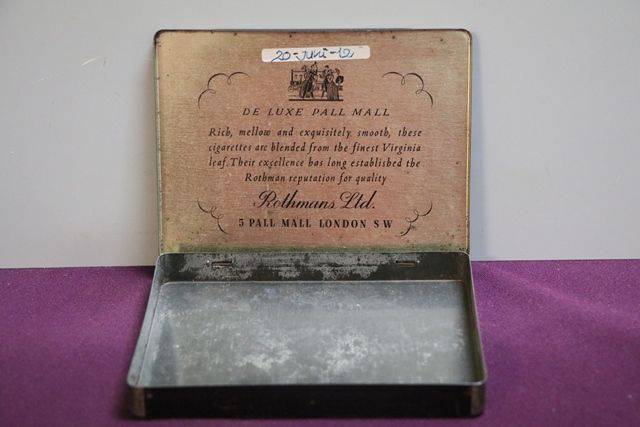 20-Juni-12
DE LUXE PALL MALL
Rich, mellow and exquisitely smooth, these
cigarettes are blended from the finest Virginia
leaf. Their excellence has long established the
Rothman reputation for quality
Rothmans Ltd.
5 PALL MALL LONDON SW